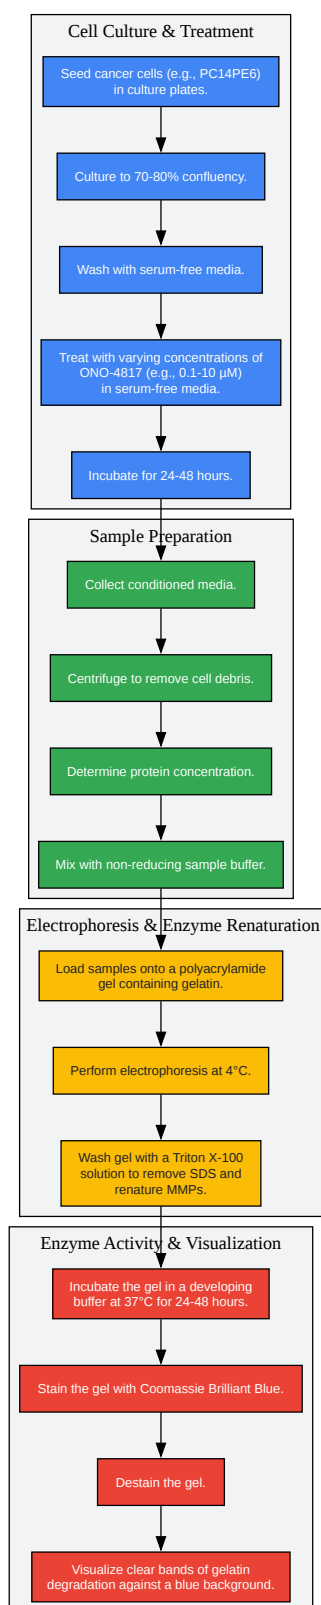 Cell Culture & Treatment
Seed cancer cells (e.g., PC14PE6)
in culture plates.
Culture to 70-80% confluency.
Wash with serum-free media.
Treat with varying concentrations of
ONO-4817 (e.g., 0.1-10 µM)
in serum-free media.
Incubate for 24-48 hours.
Sample Preparation
Collect conditioned media.
Centrifuge to remove cell debris.
Determine protein concentration.
Mix with non-reducing sample buffer.
Electrophoresis & Enzyme Renaturation
Load samples onto a polyacrylamide
gel containing gelatin.
Perform electrophoresis at 4°C.
Wash gel with a Triton X-100
solution to remove SDS and
renature MMPs.
Enzyme Activity & Visualization
Incubate the gel in a developing
buffer at 37°C for 24-48 hours.
Stain the gel with Coomassie Brilliant Blue.
Destain the gel.
Visualize clear bands of gelatin
degradation against a blue background.